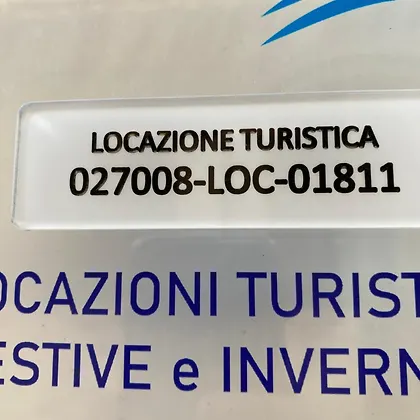 LOCAZIONE TURISTICA
027008-LOC-01811
OCAZIONI TURIST
ESTIVE e INVERN